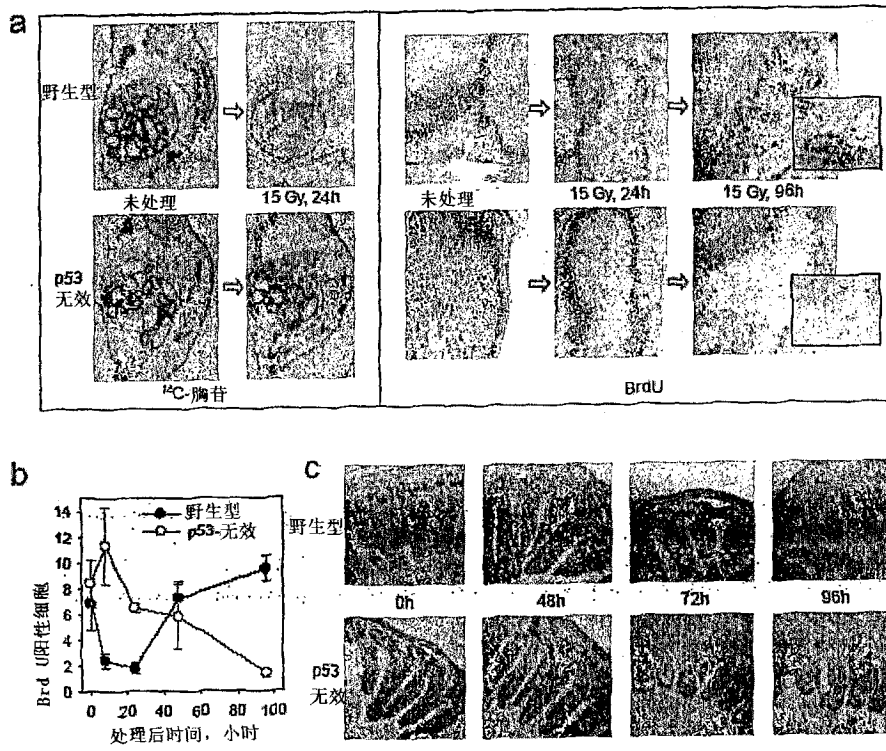 a
野生型
未处理
15 Gy, 24h
未处理
15 Gy, 24h
15 Gy, 96h
p53
无效
¹⁴C-胸苷
BrdU
b
野生型
p53-无效
14
12
10
8
6
4
2
0
Brd U阳性细胞
0 20 40 60 80 100
处理后时间, 小时
c
野生型
0h
48h
72h
96h
p53
无效